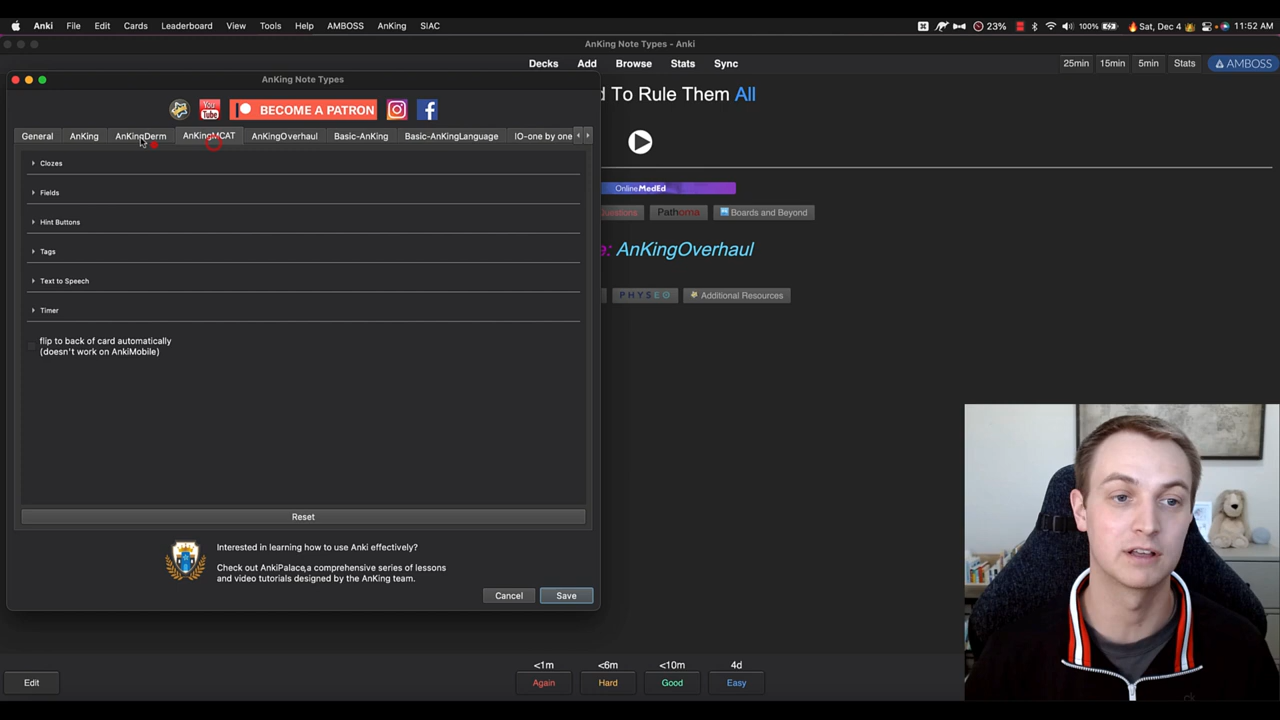 Anki File Edit Cards Leaderboard View Tools Help AMBOSS AnKing SIAC
23% 100% Sat, Dec 4 11:52 AM
AnKing Note Types - Anki
Decks Add Browse Stats Sync
25min 15min 5min Stats AMBOSS
AnKing Note Types
You Tube BECOME A PATRON
d To Rule Them All
General AnKing AnKingDerm AnKingMCAT AnKingOverhaul Basic-AnKing Basic-AnKingLanguage IO-one by one
Clozes
Fields
Hint Buttons
Tags
Text to Speech
Timer
flip to back of card automatically
(doesn't work on AnkiMobile)
Reset
Interested in learning how to use Anki effectively?
Check out AnkiPalace,a comprehensive series of lessons
and video tutorials designed by the AnKing team.
Cancel Save
OnlineMedEd
Questions Pathoma Boards and Beyond
e: AnKingOverhaul
PHYSEO Additional Resources
<1m <6m <10m 4d
Edit Again Hard Good Easy